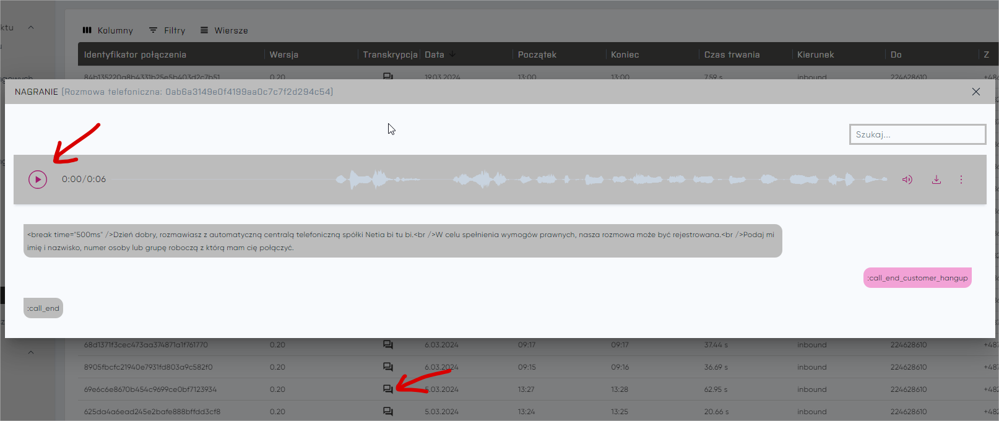 ktu
Kolumny Filtry Wiersze
Identyfikator połączenia Wersja Transkrypcja Data Początek Koniec Czas trwania Kierunek Do Z
84b135220a8b4331b25e5b403d2c7b51 0.20 19.03.2024 13:00 13:00 7.59 s inbound 224628610
NAGRANIE (Rozmowa telefoniczna: 0ab6a3149e0f4199aa0c7c7f2d294c54)
Szukaj...
0:00/0:06
<break time="500ms" />Dzień dobry, rozmawiasz z automatyczną centralą telefoniczną spółki Netia bi tu bi.<br />W celu spełnienia wymogów prawnych, nasza rozmowa może być rejestrowana.<br />Podaj mi
imię i nazwisko, numer osoby lub grupę roboczą z którą mam cię połączyć.
:call_end_customer_hangup
:call_end
68d1371f3cec473aa374871a1f761770 0.20 6.03.2024 09:17 09:17 37.44 s inbound 224628610 +487
8905fbcfc21940e7931fd803a9c582f0 0.20 6.03.2024 09:15 09:16 36.69 s inbound 224628610 +487
69e6c6e8670b454c9699ce0bf7123934 0.20 5.03.2024 13:27 13:28 62.95 s inbound 224628610 +482
625da4a6ead245e2bafe888bffdd3cf8 0.20 5.03.2024 13:24 13:25 20.66 s inbound 224628610 +48